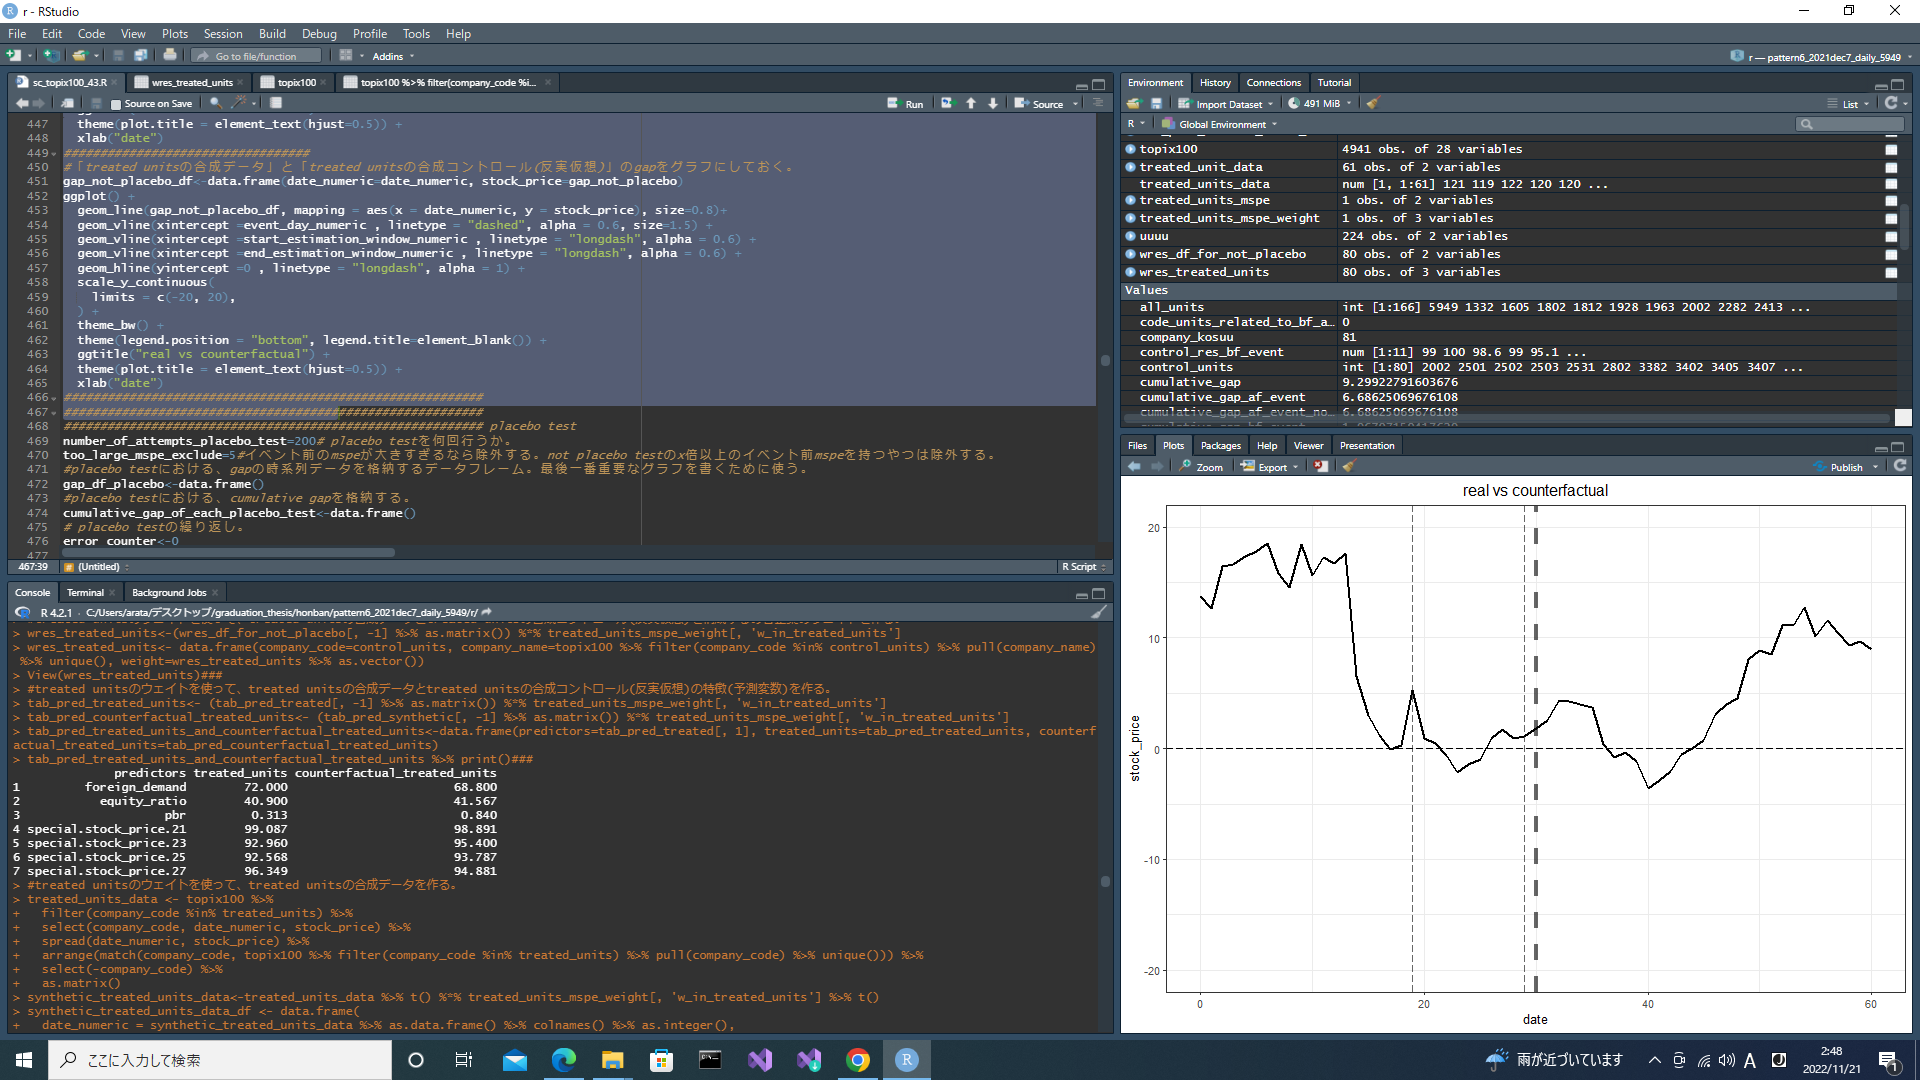 r - RStudio
File Edit Code View Plots Session Build Debug Profile Tools Help
Go to file/function Addins
r — pattern6_2021dec7_daily_5949
sc_topix100_43.R wres_treated_units topix100 topix100 %>% filter(company_code %i...
Source on Save Run Source
447 theme(plot.title = element_text(hjust=0.5)) +
448 xlab("date")
449 ##################################
450 #「treated unitsの合成データ」と「treated unitsの合成コントロール(反実仮想)」のgapをグラフにしておく。
451 gap_not_placebo_df<-data.frame(date_numeric=date_numeric, stock_price=gap_not_placebo)
452 ggplot() +
453 geom_line(gap_not_placebo_df, mapping = aes(x = date_numeric, y = stock_price), size=0.8)+
454 geom_vline(xintercept =event_day_numeric , linetype = "dashed", alpha = 0.6, size=1.5) +
455 geom_vline(xintercept =start_estimation_window_numeric , linetype = "longdash", alpha = 0.6) +
456 geom_vline(xintercept =end_estimation_window_numeric , linetype = "longdash", alpha = 0.6) +
457 geom_hline(yintercept =0 , linetype = "longdash", alpha = 1) +
458 scale_y_continuous(
459 limits = c(-20, 20),
460 ) +
461 theme_bw() +
462 theme(legend.position = "bottom", legend.title=element_blank()) +
463 ggtitle("real vs counterfactual") +
464 theme(plot.title = element_text(hjust=0.5)) +
465 xlab("date")
466 ##########################################################
467 ##########################################################
468 ########################################################## placebo test
469 number_of_attempts_placebo_test=200# placebo testを何回行うか。
470 too_large_mspe_exclude=5#イベント前のmspeが大きすぎるなら除外する。not placebo testのx倍以上のイベント前mspeを持つやつは除外する。
471 #placebo testにおける、gapの時系列データを格納するデータフレーム。最後一番重要なグラフを書くために使う。
472 gap_df_placebo<-data.frame()
473 #placebo testにおける、cumulative gapを格納する。
474 cumulative_gap_of_each_placebo_test<-data.frame()
475 # placebo testの繰り返し。
476 error_counter<-0
477
467:39 (Untitled) R Script
Console Terminal Background Jobs
R 4.2.1 · C:/Users/arata/デスクトップ/graduation_thesis/honban/pattern6_2021dec7_daily_5949/r/
> wres_treated_units<-(wres_df_for_not_placebo[, -1] %>% as.matrix()) %*% treated_units_mspe_weight[, 'w_in_treated_units']
> wres_treated_units<- data.frame(company_code=control_units, company_name=topix100 %>% filter(company_code %in% control_units) %>% pull(company_name)
%>% unique(), weight=wres_treated_units %>% as.vector())
> View(wres_treated_units)###
> #treated unitsのウエイトを使って、treated unitsの合成データとtreated unitsの合成コントロール(反実仮想)の特徴(予測変数)を作る。
> tab_pred_treated_units<- (tab_pred_treated[, -1] %>% as.matrix()) %*% treated_units_mspe_weight[, 'w_in_treated_units']
> tab_pred_counterfactual_treated_units<- (tab_pred_synthetic[, -1] %>% as.matrix()) %*% treated_units_mspe_weight[, 'w_in_treated_units']
> tab_pred_treated_units_and_counterfactual_treated_units<-data.frame(predictors=tab_pred_treated[, 1], treated_units=tab_pred_treated_units, counterf
actual_treated_units=tab_pred_counterfactual_treated_units)
> tab_pred_treated_units_and_counterfactual_treated_units %>% print()###
predictors treated_units counterfactual_treated_units
1 foreign_demand 72.000 68.800
2 equity_ratio 40.900 41.567
3 pbr 0.313 0.840
4 special.stock_price.21 99.087 98.891
5 special.stock_price.23 92.960 95.400
6 special.stock_price.25 92.568 93.787
7 special.stock_price.27 96.349 94.881
> #treated unitsのウエイトを使って、treated unitsの合成データを作る。
> treated_units_data <- topix100 %>%
+ filter(company_code %in% treated_units) %>%
+ select(company_code, date_numeric, stock_price) %>%
+ spread(date_numeric, stock_price) %>%
+ arrange(match(company_code, topix100 %>% filter(company_code %in% treated_units) %>% pull(company_code) %>% unique())) %>%
+ select(-company_code) %>%
+ as.matrix()
> synthetic_treated_units_data<-treated_units_data %>% t() %*% treated_units_mspe_weight[, 'w_in_treated_units'] %>% t()
> synthetic_treated_units_data_df <- data.frame(
+ date_numeric = synthetic_treated_units_data %>% as.data.frame() %>% colnames() %>% as.integer(),
Environment History Connections Tutorial
Import Dataset 491 MiB List
R Global Environment
topix100 4941 obs. of 28 variables
treated_unit_data 61 obs. of 2 variables
treated_units_data num [1, 1:61] 121 119 122 120 120 ...
treated_units_mspe 1 obs. of 2 variables
treated_units_mspe_weight 1 obs. of 3 variables
uuuu 224 obs. of 2 variables
wres_df_for_not_placebo 80 obs. of 2 variables
wres_treated_units 80 obs. of 3 variables
Values
all_units int [1:166] 5949 1332 1605 1802 1812 1928 1963 2002 2282 2413 ...
code_units_related_to_bf_a... 0
company_kosuu 81
control_res_bf_event num [1:11] 99 100 98.6 99 95.1 ...
control_units int [1:80] 2002 2501 2502 2503 2531 2802 3382 3402 3405 3407 ...
cumulative_gap 9.29922791603676
cumulative_gap_af_event 6.68625069676108
cumulative_gap_af_event_no... 6.68625069676108
Files Plots Packages Help Viewer Presentation
Zoom Export Publish
real vs counterfactual
20
10
0
-10
-20
stock_price
0 20 40 60
date
ここに入力して検索
雨が近づいています
A
2:48
2022/11/21
1